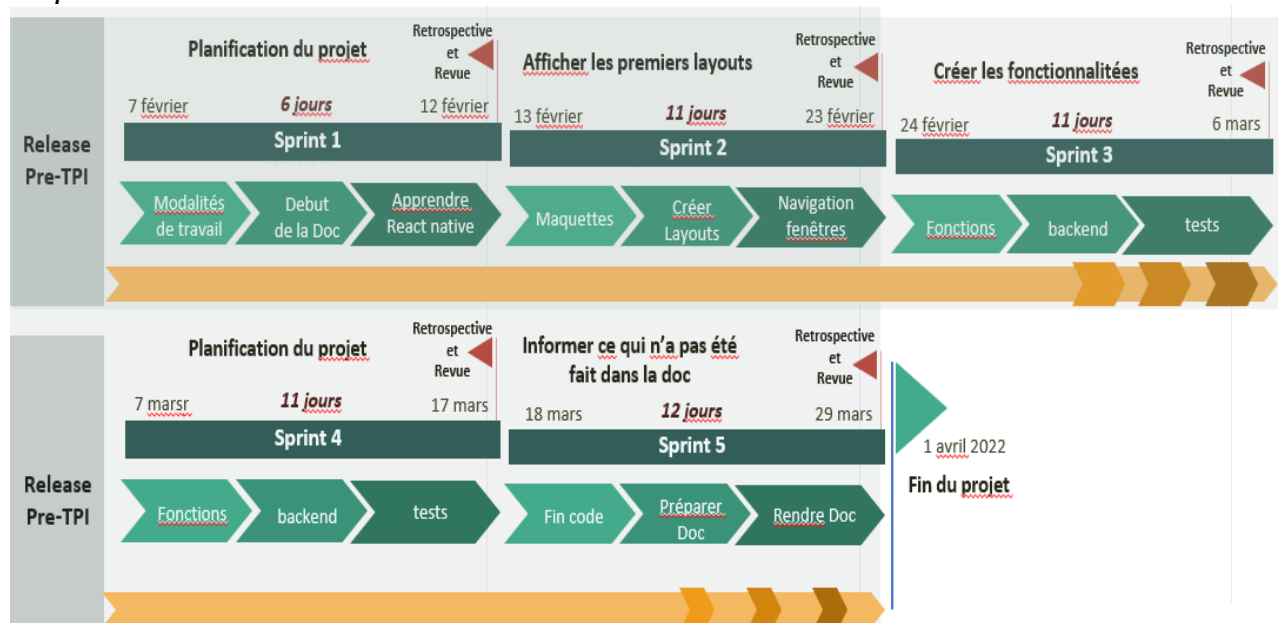 Planification du projet
Retrospective
et
Revue
7 février
6 jours
12 février
Sprint 1
Afficher les premiers layouts
Retrospective
et
Revue
13 février
11 jours
23 février
Sprint 2
Créer les fonctionnalitées
Retrospective
et
Revue
24 février
11 jours
6 mars
Sprint 3
Release
Pre-TPI
Modalités
de travail
Debut
de la Doc
Apprendre
React native
Maquettes
Créer
Layouts
Navigation
fenêtres
Fonctions
backend
tests
Planification du projet
Retrospective
et
Revue
7 marsr
11 jours
17 mars
Sprint 4
Informer ce qui n'a pas été
fait dans la doc
Retrospective
et
Revue
18 mars
12 jours
29 mars
Sprint 5
1 avril 2022
Fin du projet
Release
Pre-TPI
Fonctions
backend
tests
Fin code
Préparer
Doc
Rendre Doc